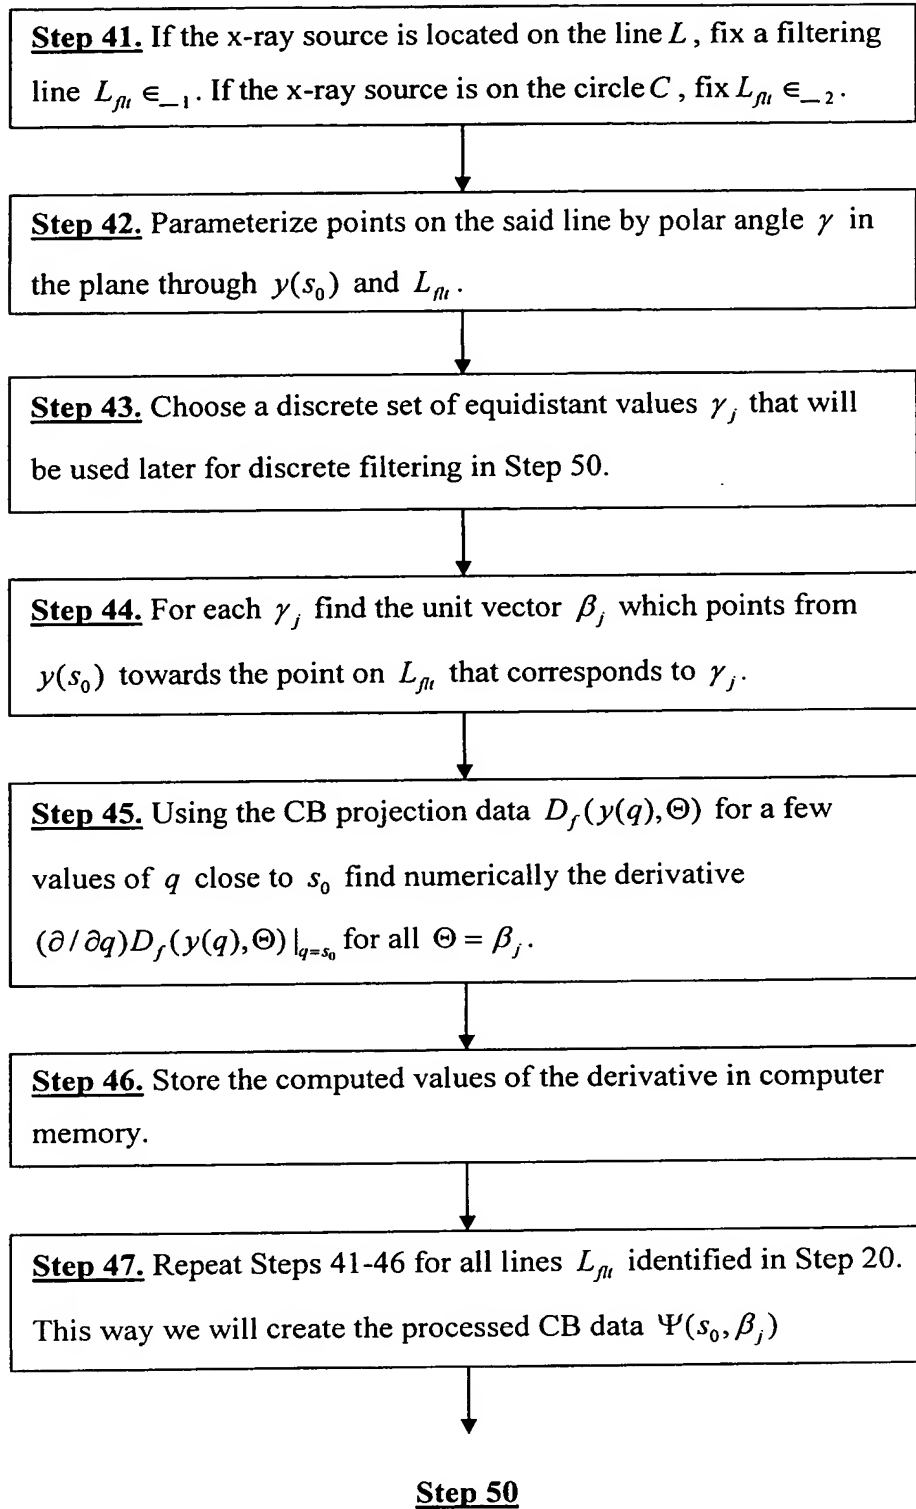 Step 41. If the x-ray source is located on the line L, fix a filtering
line L_flt ∈_1. If the x-ray source is on the circle C, fix L_flt ∈_2.
Step 42. Parameterize points on the said line by polar angle γ in
the plane through y(s₀) and L_flt.
Step 43. Choose a discrete set of equidistant values γ_j that will
be used later for discrete filtering in Step 50.
Step 44. For each γ_j find the unit vector β_j which points from
y(s₀) towards the point on L_flt that corresponds to γ_j.
Step 45. Using the CB projection data D_f(y(q),Θ) for a few
values of q close to s₀ find numerically the derivative
(∂/∂q)D_f(y(q),Θ)|_{q=s₀} for all Θ = β_j.
Step 46. Store the computed values of the derivative in computer
memory.
Step 47. Repeat Steps 41-46 for all lines L_flt identified in Step 20.
This way we will create the processed CB data Ψ(s₀,β_j)
Step 50